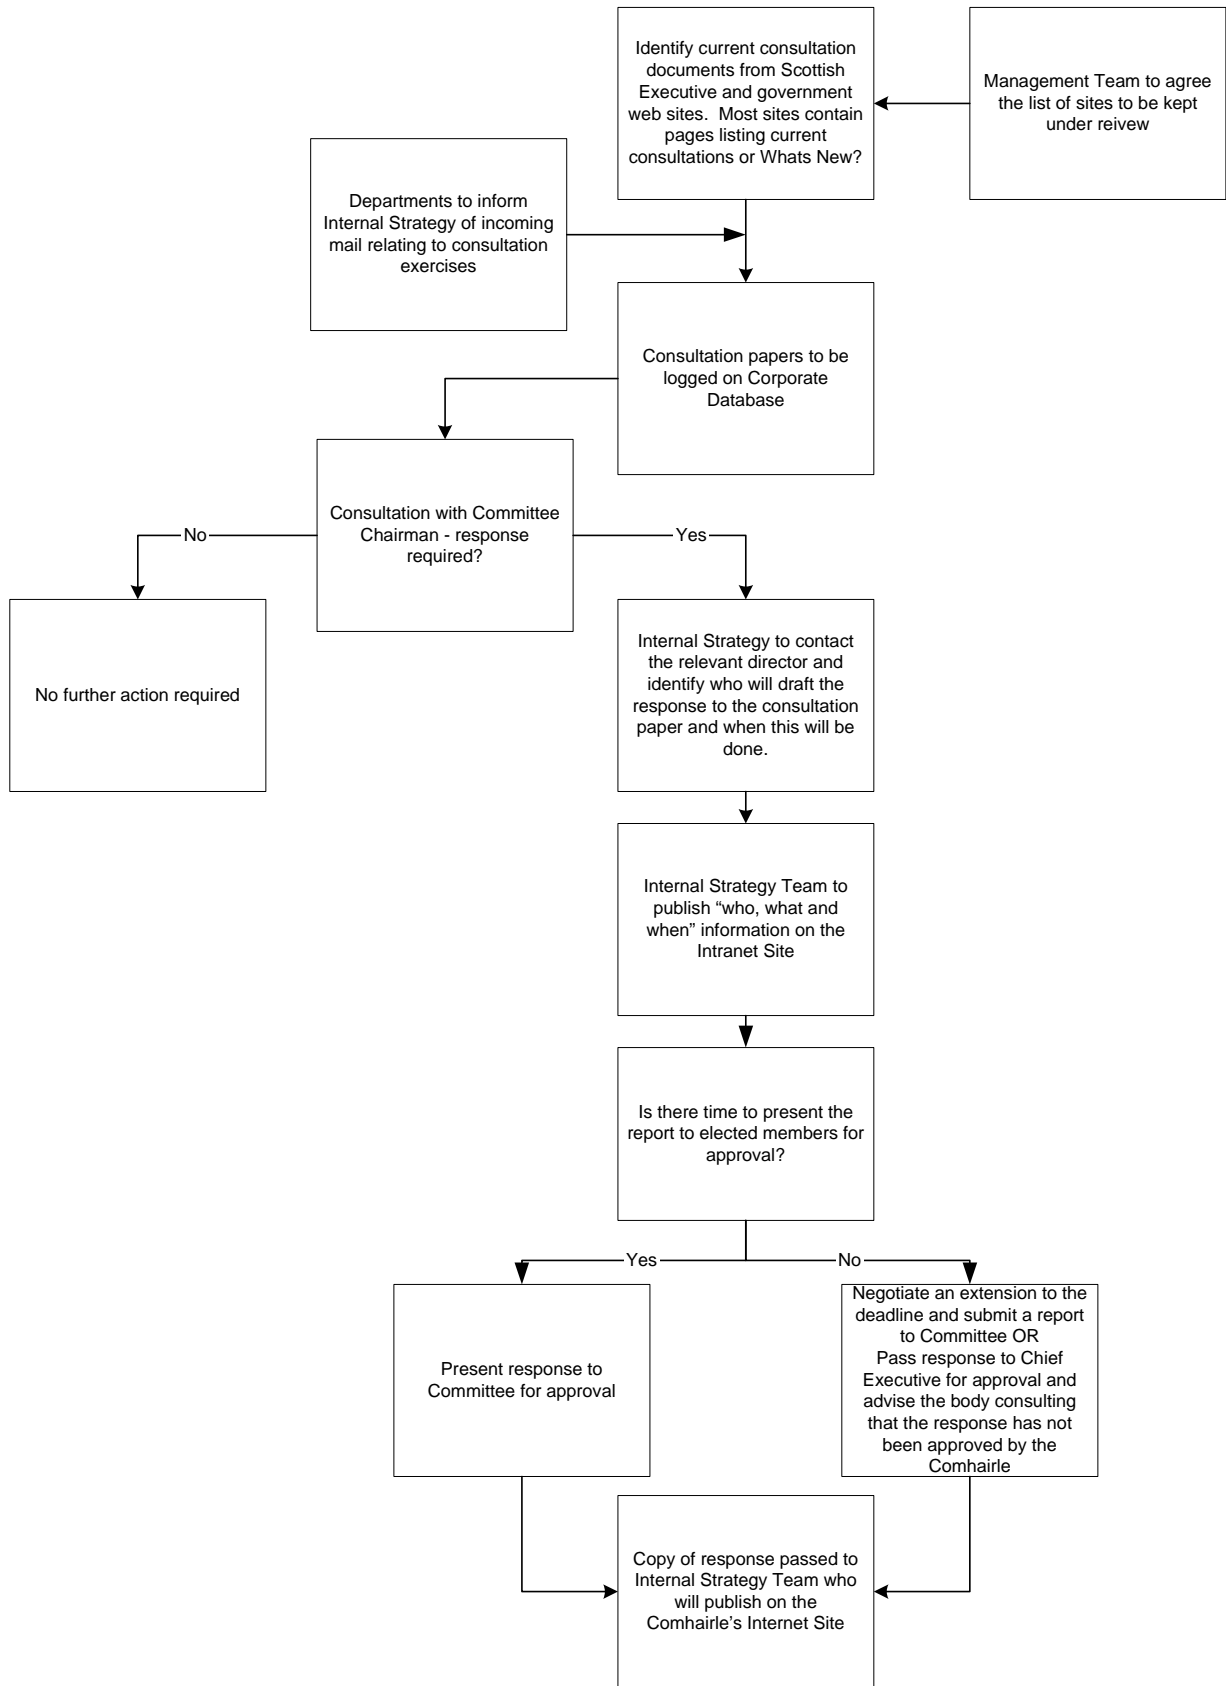 Identify current consultation
documents from Scottish
Executive and government
web sites.  Most sites contain
pages listing current
consultations or Whats New?
Management Team to agree
the list of sites to be kept
under reivew
Departments to inform
Internal Strategy of incoming
mail relating to consultation
exercises
Consultation papers to be
logged on Corporate
Database
Consultation with Committee
Chairman - response
required?
No
Yes
No further action required
Internal Strategy to contact
the relevant director and
identify who will draft the
response to the consultation
paper and when this will be
done.
Internal Strategy Team to
publish “who, what and
when” information on the
Intranet Site
Is there time to present the
report to elected members for
approval?
Yes
No
Present response to
Committee for approval
Negotiate an extension to the
deadline and submit a report
to Committee OR
Pass response to Chief
Executive for approval and
advise the body consulting
that the response has not
been approved by the
Comhairle
Copy of response passed to
Internal Strategy Team who
will publish on the
Comhairle’s Internet Site